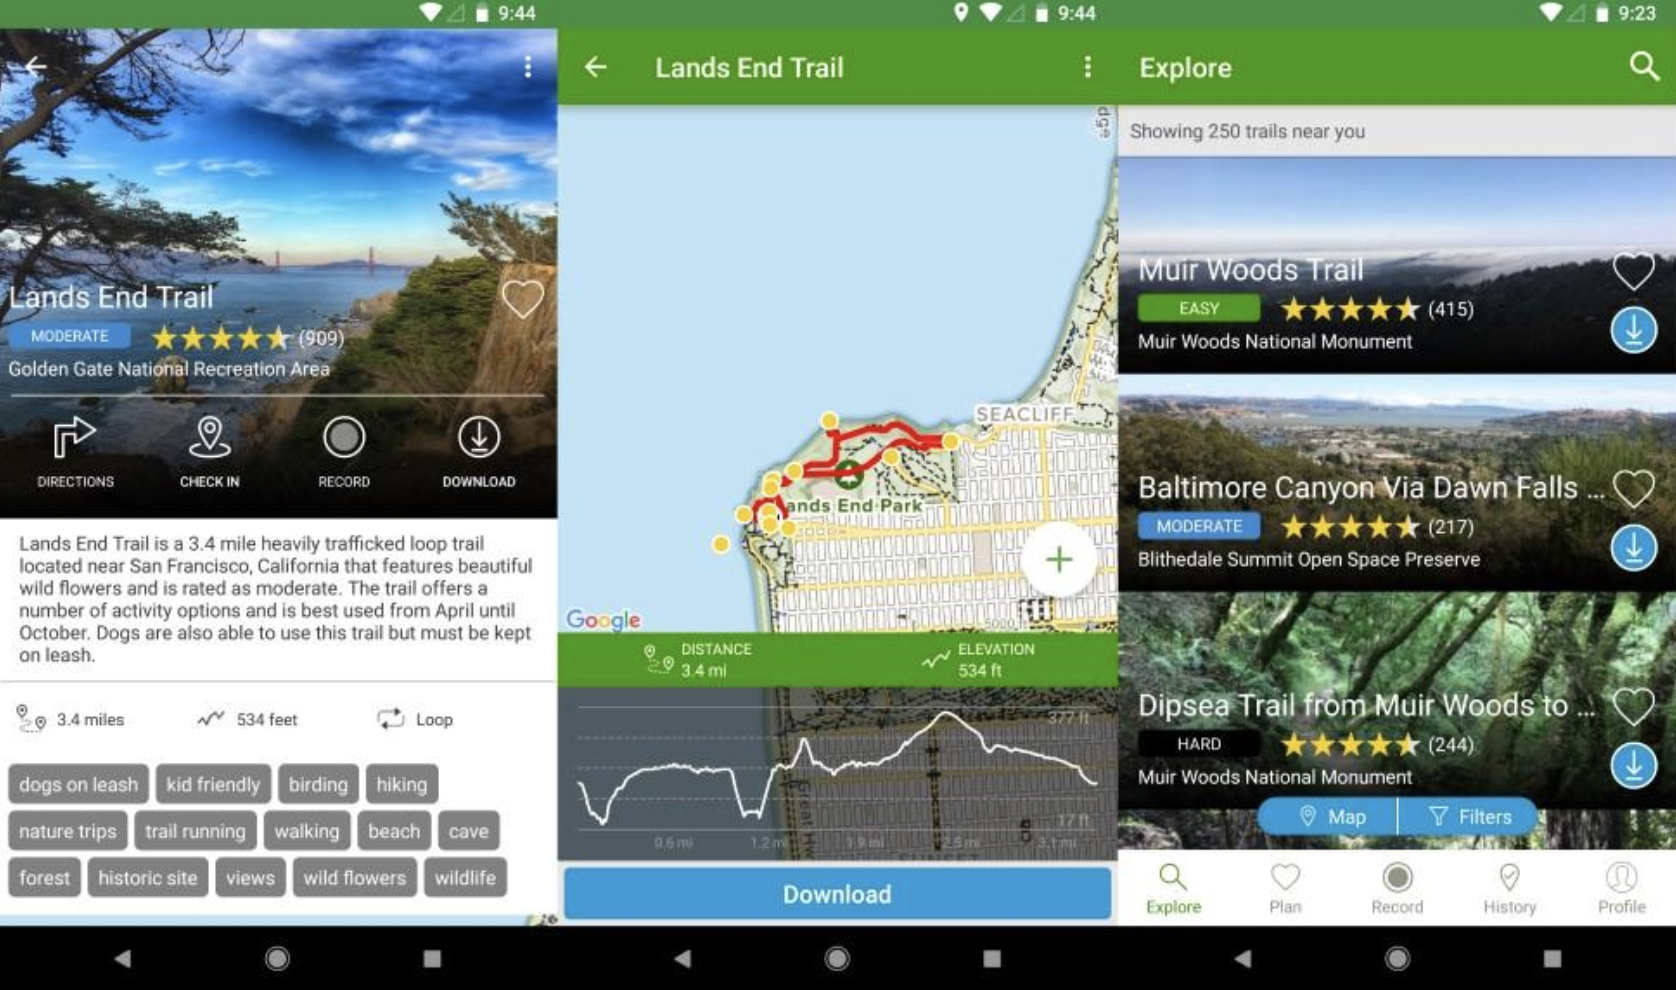 9:44
Lands End Trail
MODERATE
(909)
Golden Gate National Recreation Area
DIRECTIONS
CHECK IN
RECORD
DOWNLOAD
Lands End Trail is a 3.4 mile heavily trafficked loop trail
located near San Francisco, California that features beautiful
wild flowers and is rated as moderate. The trail offers a
number of activity options and is best used from April until
October. Dogs are also able to use this trail but must be kept
on leash.
3.4 miles
534 feet
Loop
dogs on leash
kid friendly
birding
hiking
nature trips
trail running
walking
beach
cave
forest
historic site
views
wild flowers
wildlife
9:44
Lands End Trail
SEACLIFF
ands End Park
Google
5000
DISTANCE
3.4 mi
ELEVATION
534 ft
377 ft
17 ft
0.6 mi
1.2 mi
1.9 mi
2.5 mi
3.1 mi
SUNSET
Download
9:23
Explore
Showing 250 trails near you
Muir Woods Trail
EASY
(415)
Muir Woods National Monument
Baltimore Canyon Via Dawn Falls ...
MODERATE
(217)
Blithedale Summit Open Space Preserve
Dipsea Trail from Muir Woods to ...
HARD
(244)
Muir Woods National Monument
Map
Filters
Explore
Plan
Record
History
Profile